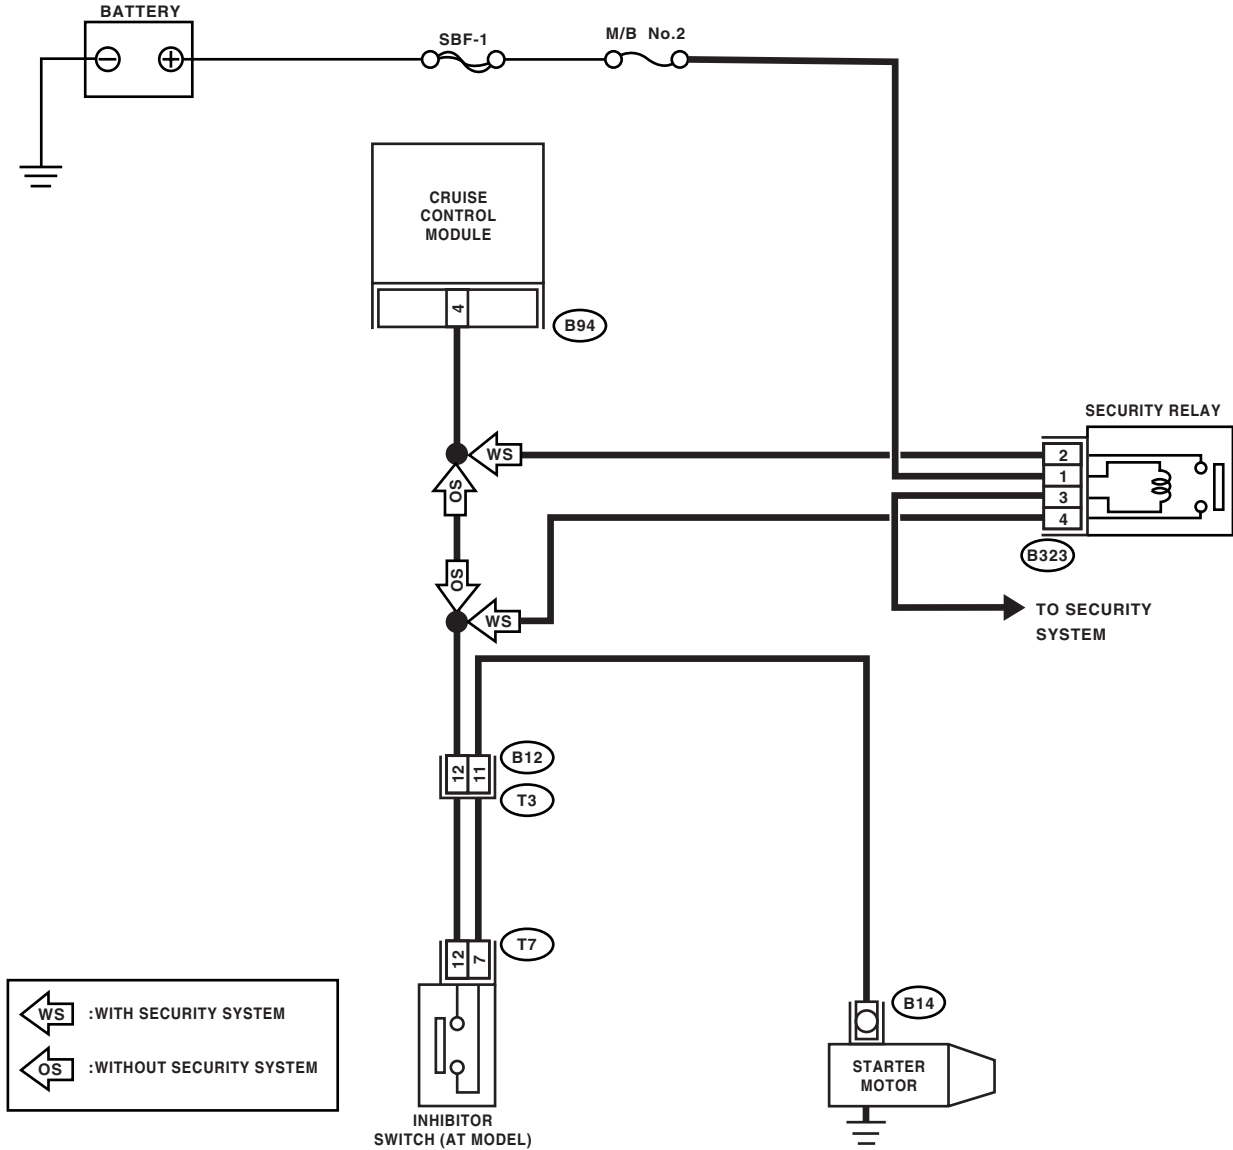 BATTERY
SBF-1
M/B No.2
CRUISE
CONTROL
MODULE
4
B94
SECURITY RELAY
WS
2
1
3
4
OS
B323
OS
TO SECURITY
SYSTEM
WS
B12
12
11
T3
T7
12
7
WS :WITH SECURITY SYSTEM
B14
OS :WITHOUT SECURITY SYSTEM
STARTER
MOTOR
INHIBITOR
SWITCH (AT MODEL)